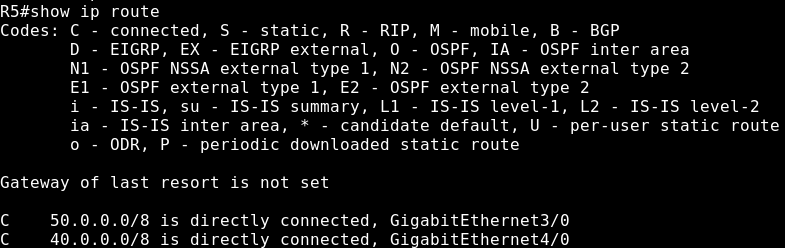 R5#show ip route
Codes: C - connected, S - static, R - RIP, M - mobile, B - BGP
       D - EIGRP, EX - EIGRP external, O - OSPF, IA - OSPF inter area
       N1 - OSPF NSSA external type 1, N2 - OSPF NSSA external type 2
       E1 - OSPF external type 1, E2 - OSPF external type 2
       i - IS-IS, su - IS-IS summary, L1 - IS-IS level-1, L2 - IS-IS level-2
       ia - IS-IS inter area, * - candidate default, U - per-user static route
       o - ODR, P - periodic downloaded static route
Gateway of last resort is not set
C    50.0.0.0/8 is directly connected, GigabitEthernet3/0
C    40.0.0.0/8 is directly connected, GigabitEthernet4/0